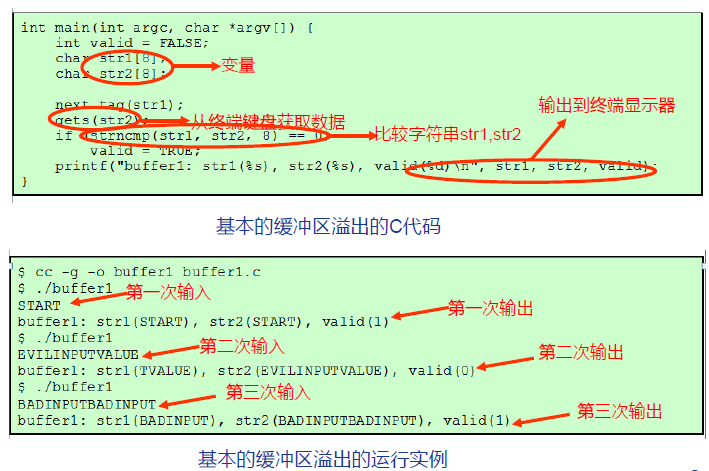 int main(int argc, char *argv[]) {
int valid = FALSE;
char str1[8];
char str2[8];
变量
next_tag(str1);
输出到终端显示器
gets(str2);
从终端键盘获取数据
if (strncmp(str1, str2, 8) == 0)
比较字符串str1,str2
valid = TRUE;
printf("buffer1: str1(%s), str2(%s), valid(%d)\n", str1, str2, valid);
}
基本的缓冲区溢出的C代码
$ cc -g -o buffer1 buffer1.c
$ ./buffer1
第一次输入
START
第一次输出
buffer1: str1(START), str2(START), valid(1)
$ ./buffer1
第二次输入
EVILINPUTVALUE
第二次输出
buffer1: str1(TVALUE), str2(EVILINPUTVALUE), valid(0)
$ ./buffer1
第三次输入
BADINPUTBADINPUT
第三次输出
buffer1: str1(BADINPUT), str2(BADINPUTBADINPUT), valid(1)
基本的缓冲区溢出的运行实例